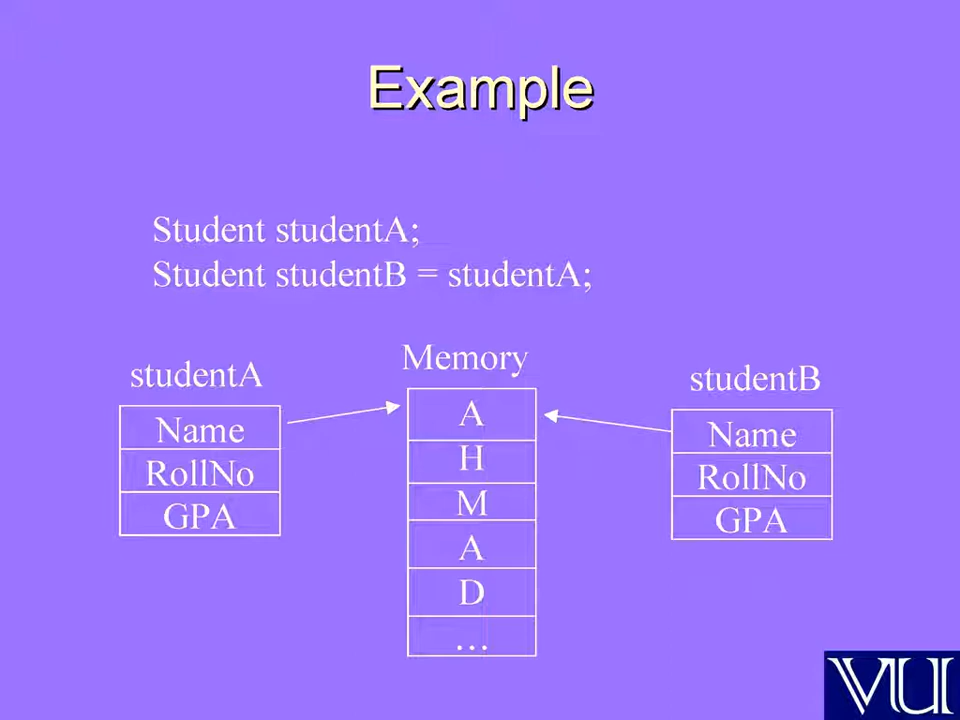 Example
Student studentA;
Student studentB = studentA;
studentA
Name
RollNo
GPA
Memory
A
H
M
A
D
...
studentB
Name
RollNo
GPA
VU